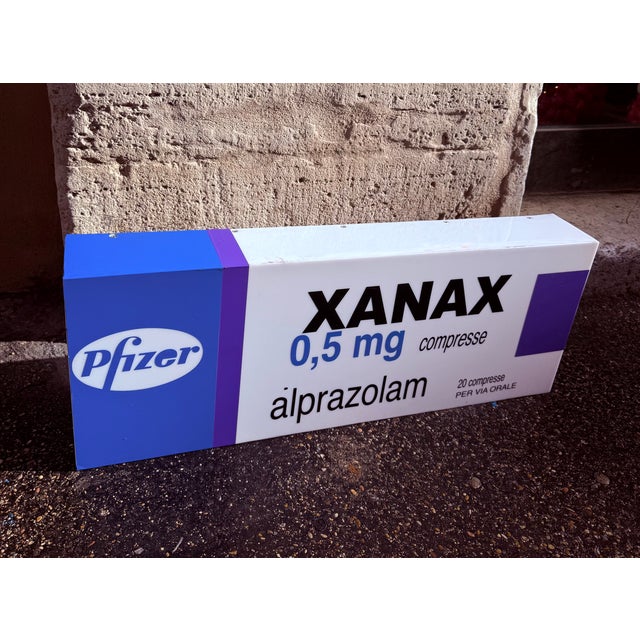 Pfizer
XANAX
0,5 mg compresse
alprazolam
20 compresse
PER VIA ORALE